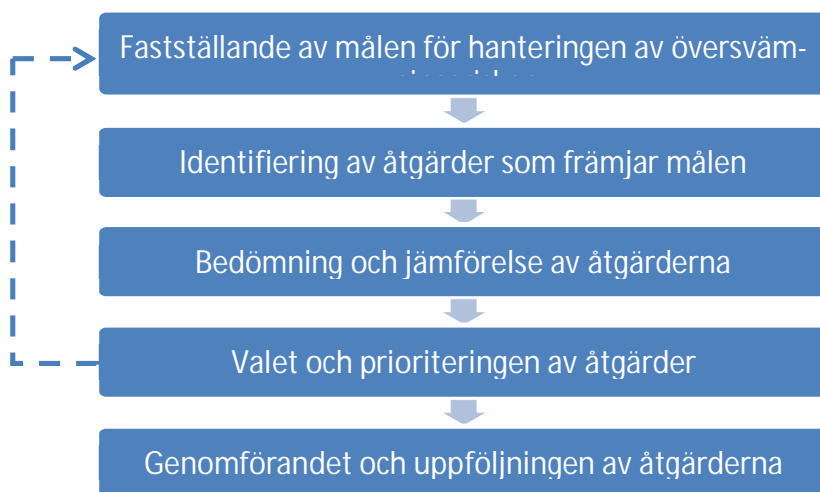 Fastställande av målen för hanteringen av översväm-
Identifiering av åtgärder som främjar målen
Bedömning och jämförelse av åtgärderna
Valet och prioriteringen av åtgärder
Genomförandet och uppföljningen av åtgärderna